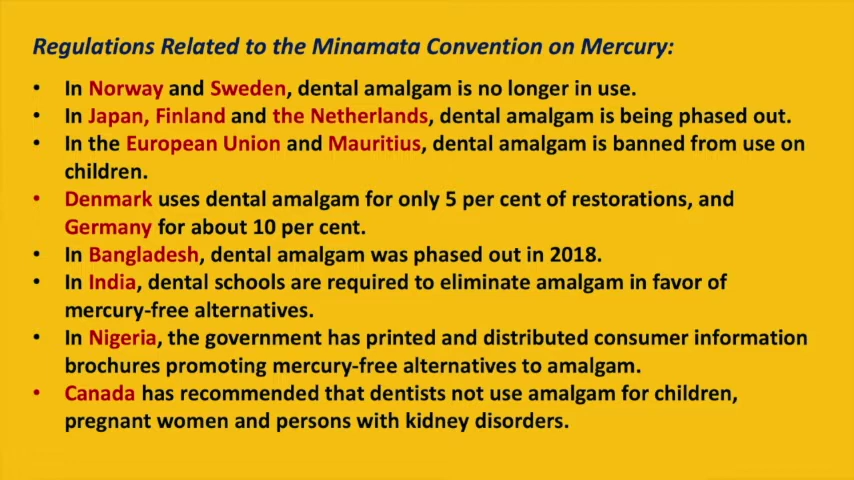 Regulations Related to the Minamata Convention on Mercury:
• In Norway and Sweden, dental amalgam is no longer in use.
• In Japan, Finland and the Netherlands, dental amalgam is being phased out.
• In the European Union and Mauritius, dental amalgam is banned from use on
children.
• Denmark uses dental amalgam for only 5 per cent of restorations, and
Germany for about 10 per cent.
• In Bangladesh, dental amalgam was phased out in 2018.
• In India, dental schools are required to eliminate amalgam in favor of
mercury-free alternatives.
• In Nigeria, the government has printed and distributed consumer information
brochures promoting mercury-free alternatives to amalgam.
• Canada has recommended that dentists not use amalgam for children,
pregnant women and persons with kidney disorders.